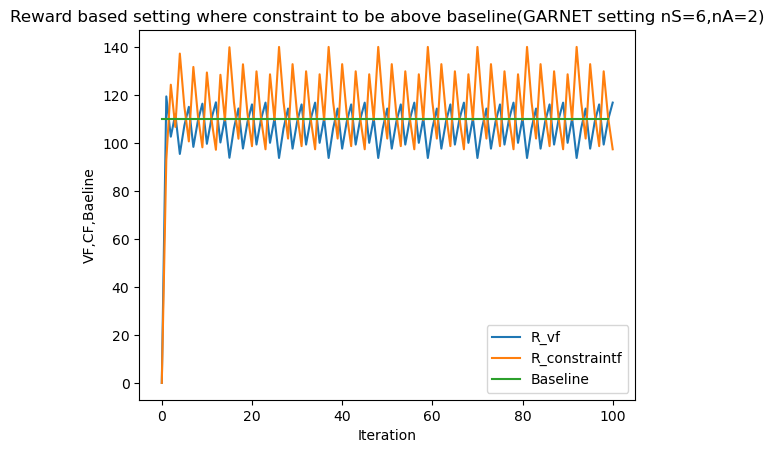 Reward based setting where constraint to be above baseline(GARNET setting nS=6,nA=2)
140
120
100
80
60
40
20
0
VF,CF,Baeline
R_vf
R_constraintf
Baseline
0 20 40 60 80 100
Iteration